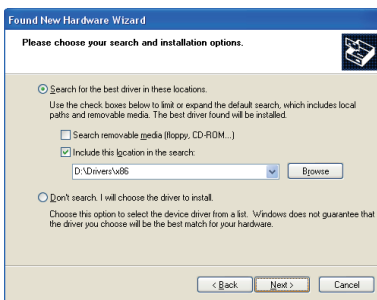 Found New Hardware Wizard
Please choose your search and installation options.
Search for the best driver in these locations.
Use the check boxes below to limit or expand the default search, which includes local
paths and removable media. The best driver found will be installed.
Search removable media (floppy, CD-ROM...)
Include this location in the search:
D:\Drivers\x86
Browse
Don't search. I will choose the driver to install.
Choose this option to select the device driver from a list. Windows does not guarantee that
the driver you choose will be the best match for your hardware.
< Back Next > Cancel